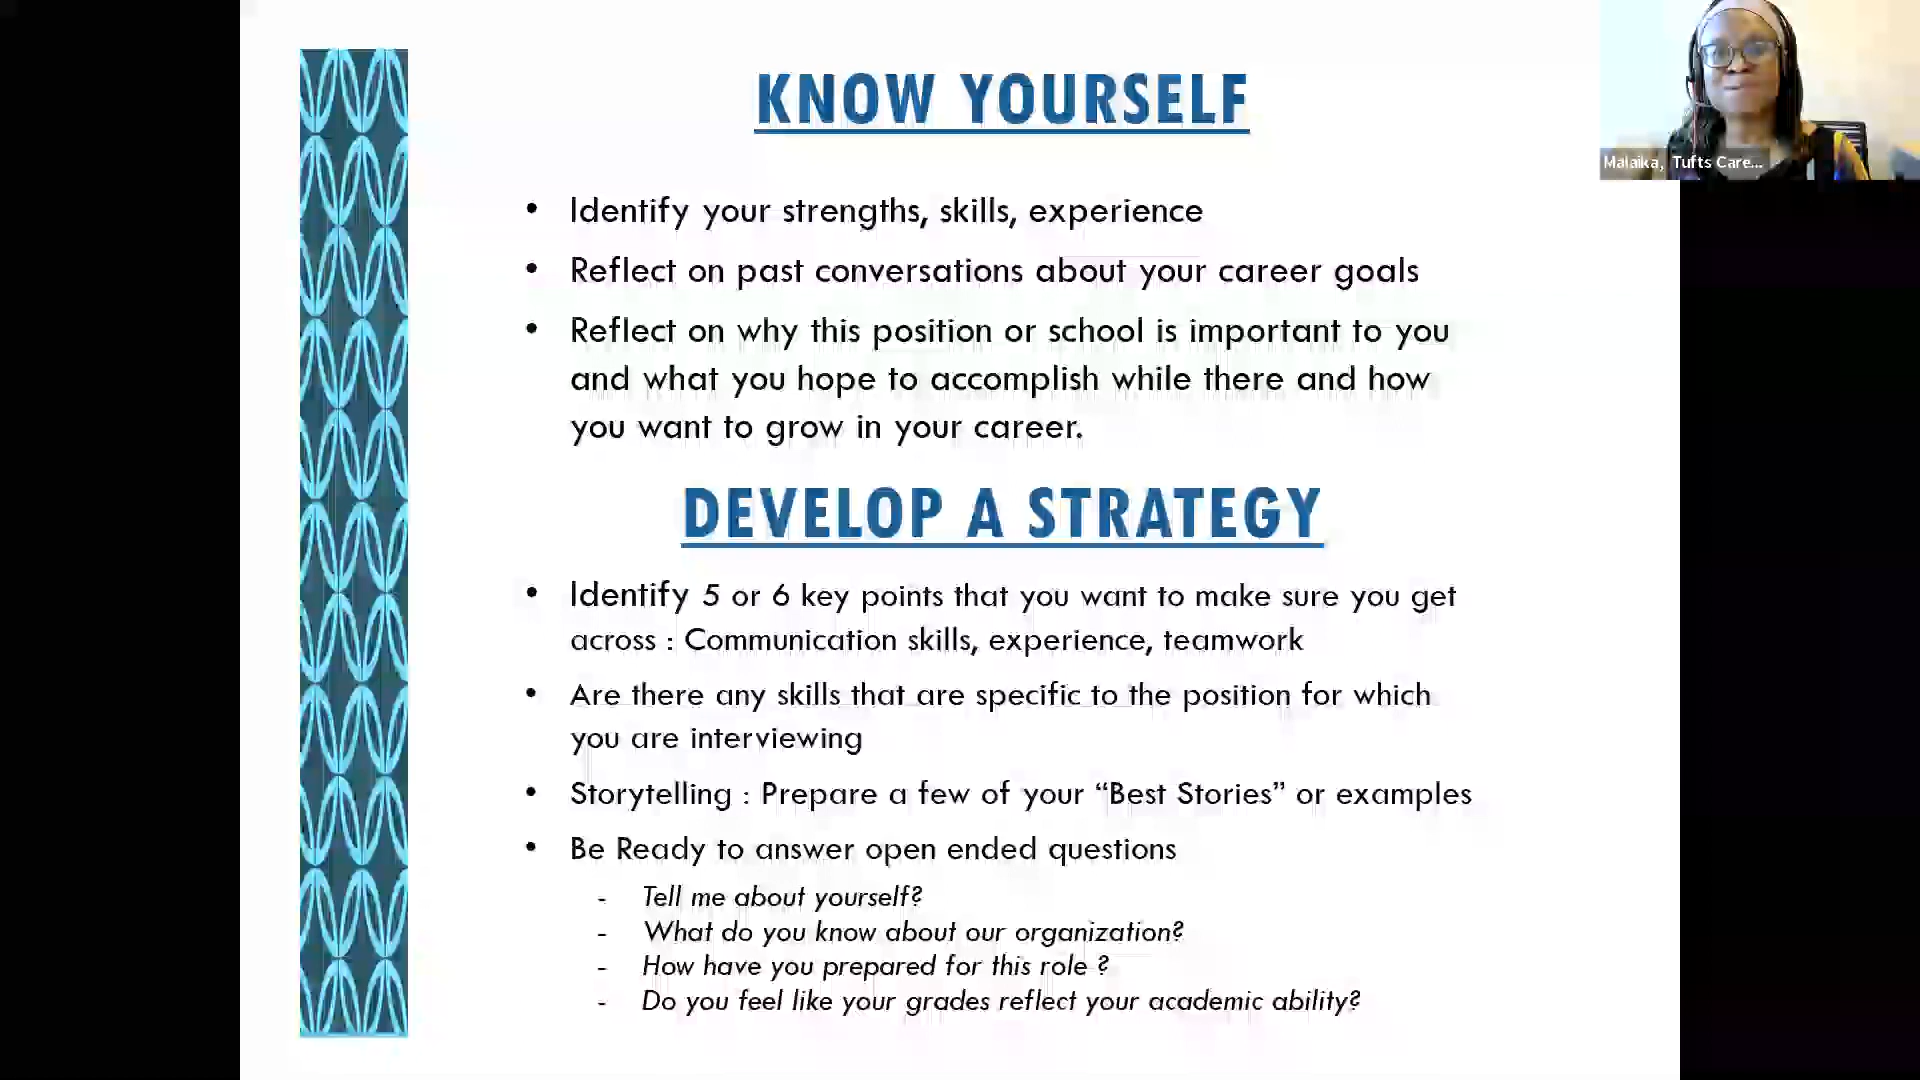 KNOW YOURSELF
• Identify your strengths, skills, experience
• Reflect on past conversations about your career goals
• Reflect on why this position or school is important to you
and what you hope to accomplish while there and how
you want to grow in your career.
DEVELOP A STRATEGY
• Identify 5 or 6 key points that you want to make sure you get
across : Communication skills, experience, teamwork
• Are there any skills that are specific to the position for which
you are interviewing
• Storytelling : Prepare a few of your “Best Stories” or examples
• Be Ready to answer open ended questions
- Tell me about yourself?
- What do you know about our organization?
- How have you prepared for this role ?
- Do you feel like your grades reflect your academic ability?
Malaika, Tufts Care...